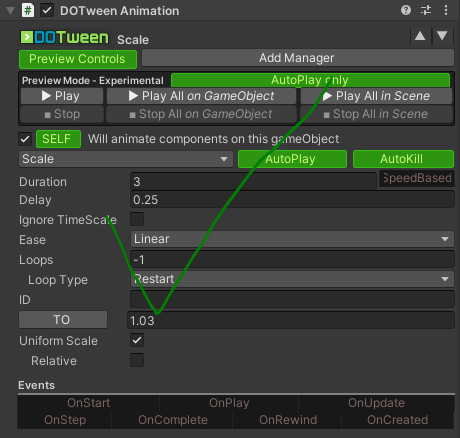 # DOTween Animation
DOTween Scale
Preview Controls Add Manager
Preview Mode - Experimental AutoPlay only
Play Play All on GameObject Play All in Scene
Stop Stop All on GameObject Stop All in Scene
SELF Will animate components on this gameObject
Scale AutoPlay AutoKill
Duration 3 SpeedBased
Delay 0.25
Ignore TimeScale
Ease Linear
Loops -1
Loop Type Restart
ID
TO 1.03
Uniform Scale
Relative
Events
OnStart OnPlay OnUpdate
OnStep OnComplete OnRewind OnCreated